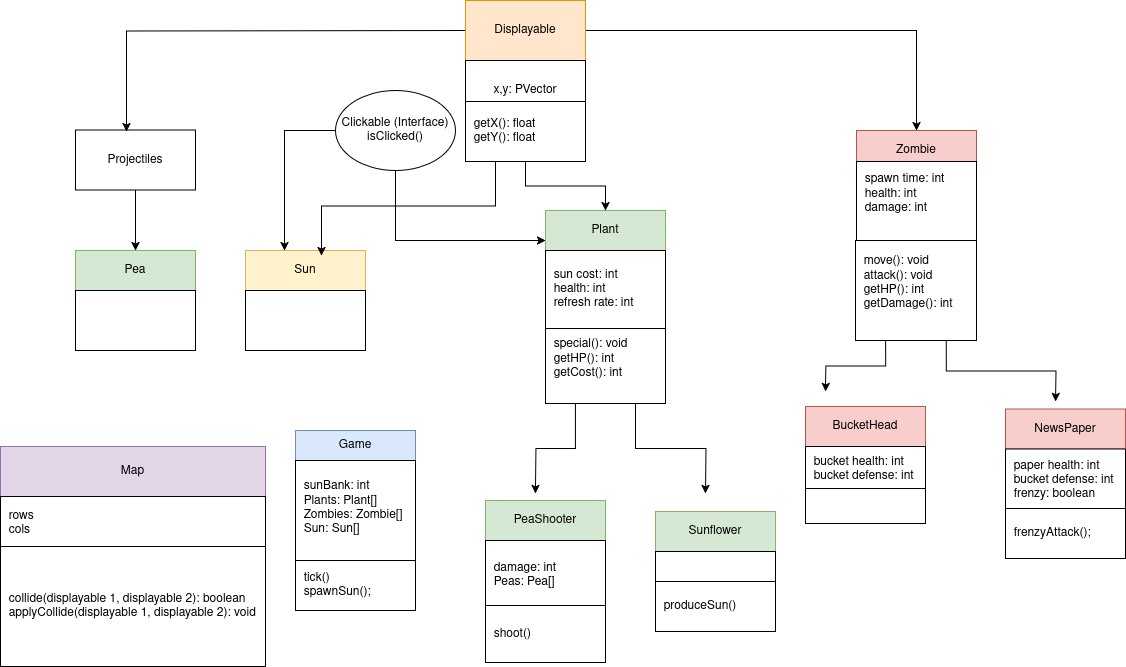 Displayable
x,y: PVector
getX(): float
getY(): float
Clickable (Interface)
isClicked()
Projectiles
Zombie
spawn time: int
health: int
damage: int
move(): void
attack(): void
getHP(): int
getDamage(): int
Pea
Sun
Plant
sun cost: int
health: int
refresh rate: int
special(): void
getHP(): int
getCost(): int
BucketHead
bucket health: int
bucket defense: int
NewsPaper
paper health: int
bucket defense: int
frenzy: boolean
frenzyAttack();
Map
rows
cols
collide(displayable 1, displayable 2): boolean
applyCollide(displayable 1, displayable 2): void
Game
sunBank: int
Plants: Plant[]
Zombies: Zombie[]
Sun: Sun[]
tick()
spawnSun();
PeaShooter
damage: int
Peas: Pea[]
shoot()
Sunflower
produceSun()